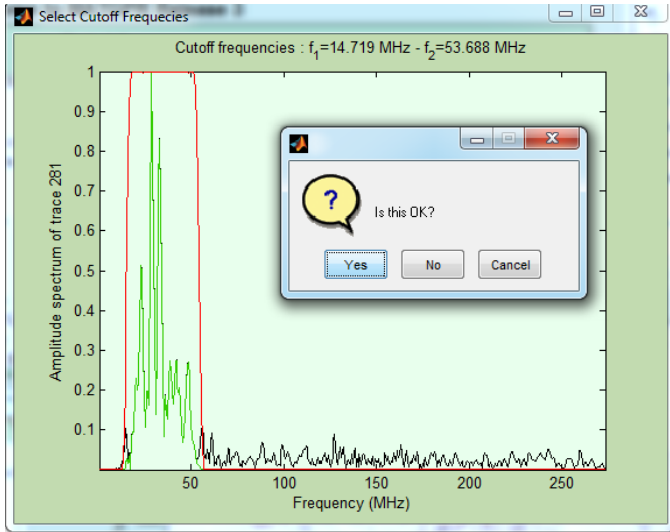 Select Cutoff Frequecies
Cutoff frequencies : f1=14.719 MHz - f2=53.688 MHz
1
0.9
0.8
0.7
0.6
0.5
0.4
0.3
0.2
0.1
Amplitude spectrum of trace 281
?
Is this OK?
Yes No Cancel
50 100 150 200 250
Frequency (MHz)